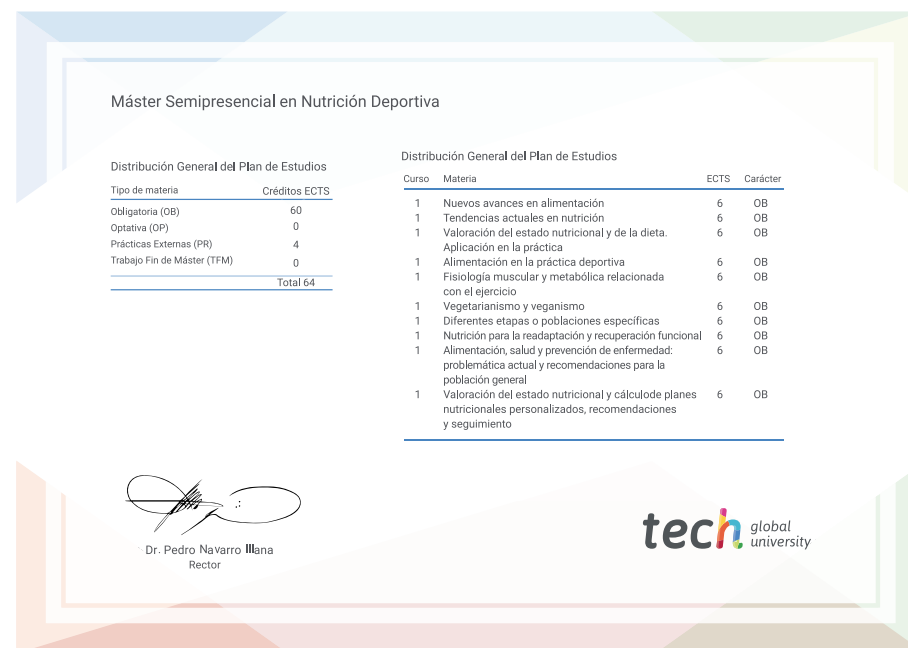 Máster Semipresencial en Nutrición Deportiva
Distribución General del Plan de Estudios
Tipo de materia Créditos ECTS
Obligatoria (OB) 60
Optativa (OP) 0
Prácticas Externas (PR) 4
Trabajo Fin de Máster (TFM) 0
Total 64
Distribución General del Plan de Estudios
Curso Materia ECTS Carácter
1 Nuevos avances en alimentación 6 OB
1 Tendencias actuales en nutrición 6 OB
1 Valoración del estado nutricional y de la dieta. 6 OB
Aplicación en la práctica
1 Alimentación en la práctica deportiva 6 OB
1 Fisiología muscular y metabólica relacionada 6 OB
con el ejercicio
1 Vegetarianismo y veganismo 6 OB
1 Diferentes etapas o poblaciones específicas 6 OB
1 Nutrición para la readaptación y recuperación funcional 6 OB
1 Alimentación, salud y prevención de enfermedad: 6 OB
problemática actual y recomendaciones para la
población general
1 Valoración del estado nutricional y cálculode planes 6 OB
nutricionales personalizados, recomendaciones
y seguimiento
Dr. Pedro Navarro Illana
Rector
tech global
university